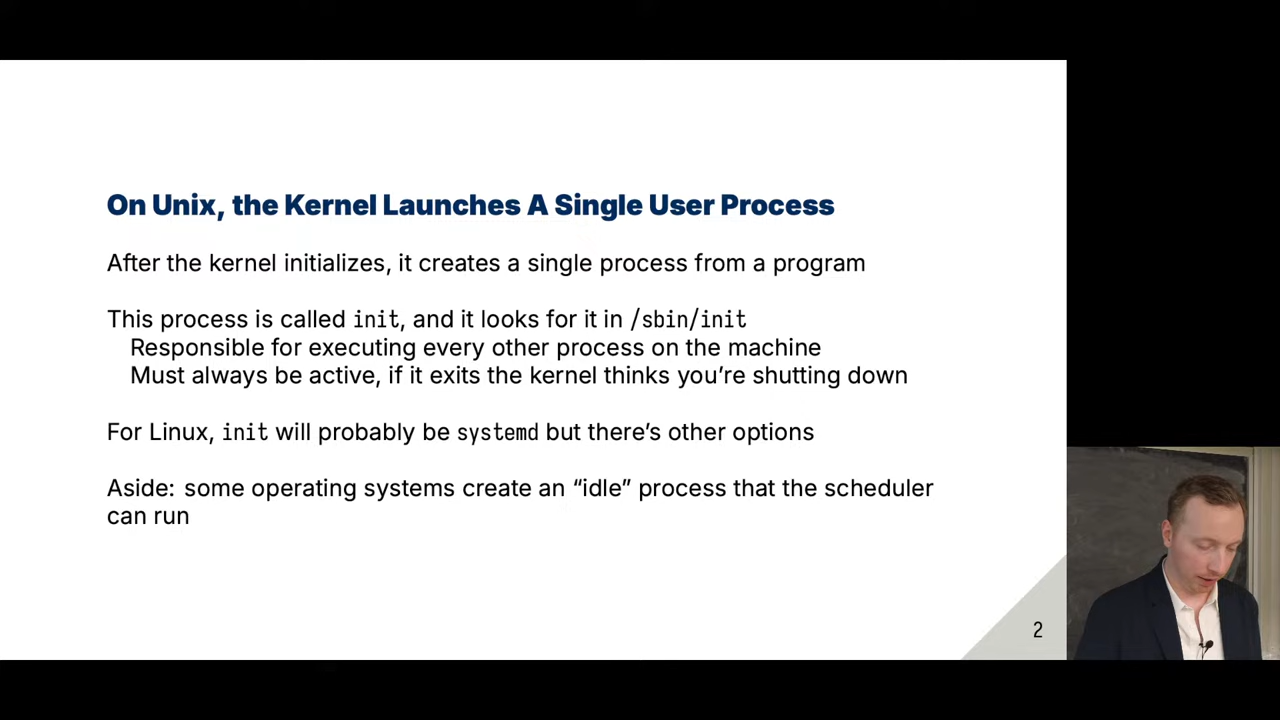 On Unix, the Kernel Launches A Single User Process
After the kernel initializes, it creates a single process from a program
This process is called init, and it looks for it in /sbin/init
Responsible for executing every other process on the machine
Must always be active, if it exits the kernel thinks you’re shutting down
For Linux, init will probably be systemd but there’s other options
Aside: some operating systems create an “idle” process that the scheduler
can run
2